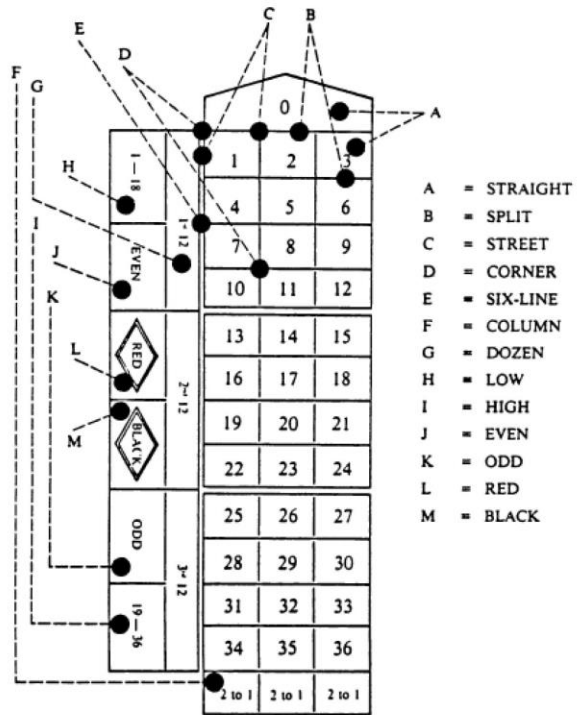 E
D
C
B
F
G
0
A
1
2
3
A = STRAIGHT
H
1—18
4
5
6
B = SPLIT
I
1st 12
C = STREET
EVEN
7
8
9
D = CORNER
J
10
11
12
E = SIX-LINE
K
F = COLUMN
13
14
15
G = DOZEN
L
RED
16
17
18
H = LOW
2nd 12
I = HIGH
M
BLACK
19
20
21
J = EVEN
22
23
24
K = ODD
L = RED
25
26
27
M = BLACK
ODD
28
29
30
3rd 12
19—36
31
32
33
34
35
36
2 to 1
2 to 1
2 to 1